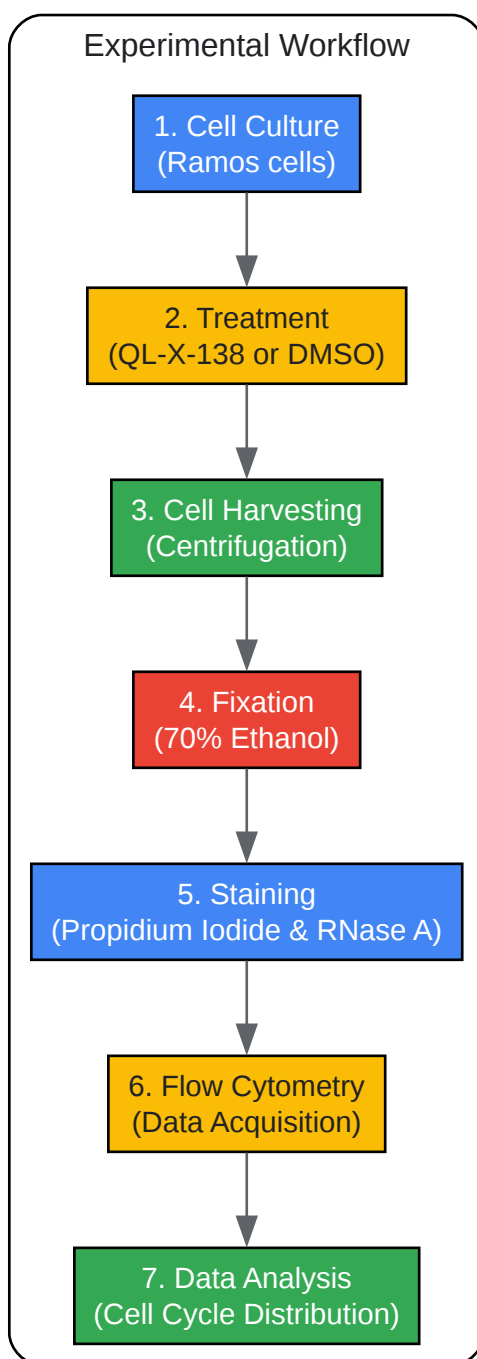 Experimental Workflow
1. Cell Culture
(Ramos cells)
2. Treatment
(QL-X-138 or DMSO)
3. Cell Harvesting
(Centrifugation)
4. Fixation
(70% Ethanol)
5. Staining
(Propidium Iodide & RNase A)
6. Flow Cytometry
(Data Acquisition)
7. Data Analysis
(Cell Cycle Distribution)